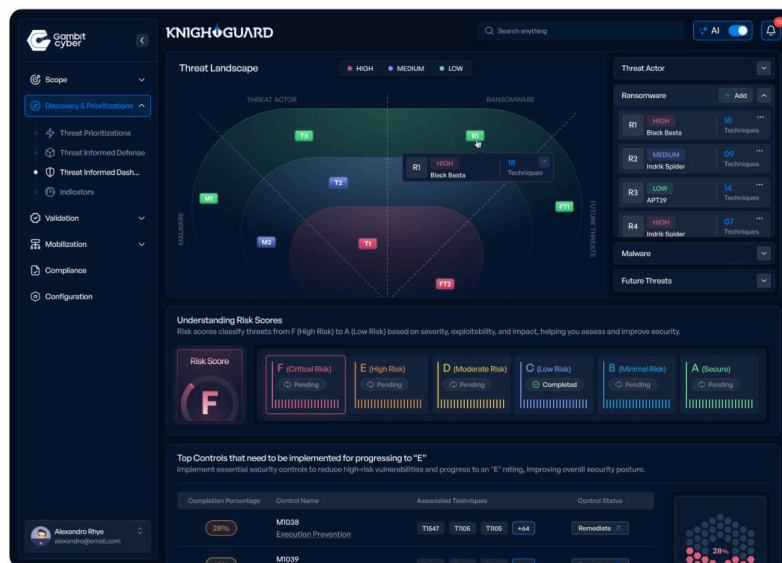 Gambit
cyber
KNIGHTGUARD
Search anything
AI
Scope
Discovery & Prioritizations
Threat Prioritizations
Threat Informed Defense
Threat Informed Dash...
Indicators
Validation
Mobilization
Compliance
Configuration
Alexandro Rhye
alexandro@email.com
Threat Landscape
HIGH
MEDIUM
LOW
THREAT ACTOR
RANSOMWARE
MALWARE
FUTURE THREATS
T3
R1
T2
M1
FT1
M2
T1
FT2
R1
HIGH
Black Basta
18
Techniques
Threat Actor
Ransomware
+ Add
R1
HIGH
Black Basta
18
Techniques
R2
MEDIUM
Indrik Spider
09
Techniques
R3
LOW
APT29
14
Techniques
R4
HIGH
Indrik Spider
07
Techniques
Malware
Future Threats
Understanding Risk Scores
Risk scores classify threats from F (High Risk) to A (Low Risk) based on severity, exploitability, and impact, helping you assess and improve security.
Risk Score
F
F (Critical Risk)
Pending
E (High Risk)
Pending
D (Moderate Risk)
Pending
C (Low Risk)
Completed
B (Minimal Risk)
Pending
A (Secure)
Pending
Top Controls that need to be implemented for progressing to “E”
Implement essential security controls to reduce high-risk vulnerabilities and progress to an "E" rating, improving overall security posture.
Completion Percentage Control Name Associated Techniques Control Status
28%
M1038
Execution Prevention
T1547 T1105 T1105 +64
Remediate
28%
M1039